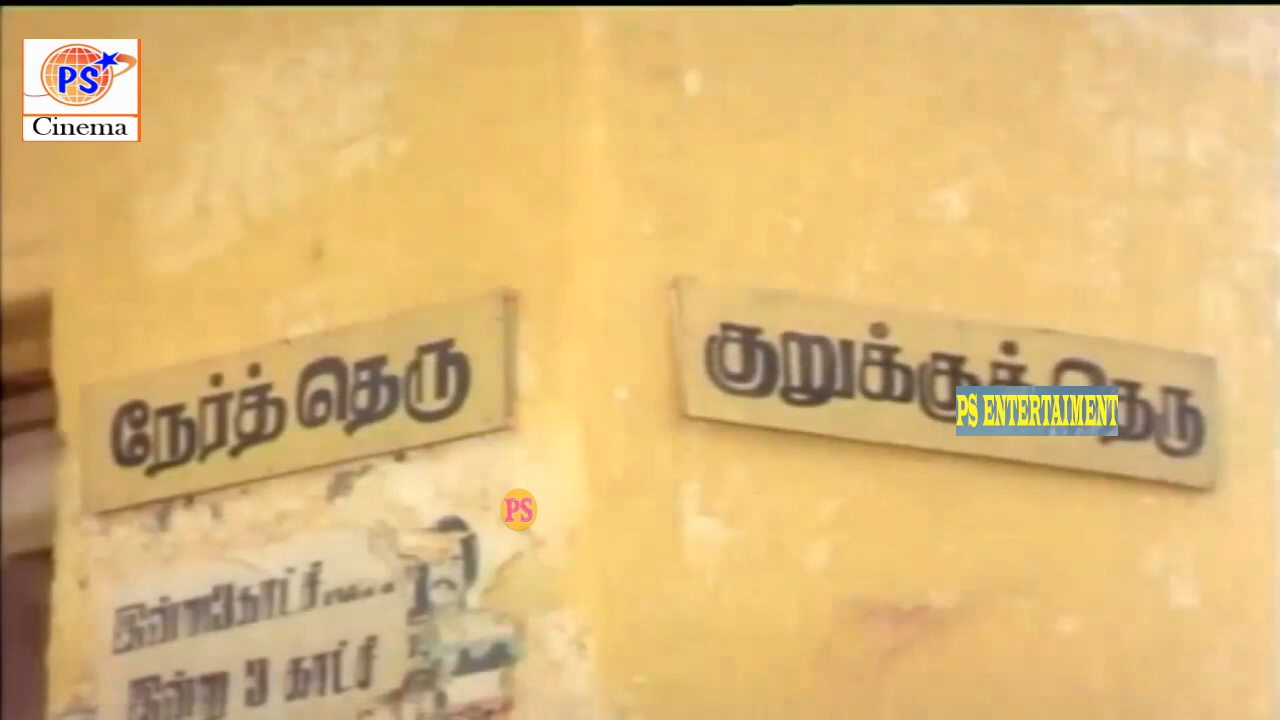 PS
Cinema
நேர்த் தெரு
குறுக்குத் தெரு
PS ENTERTAIMENT
PS
இன்று 3 காட்சி